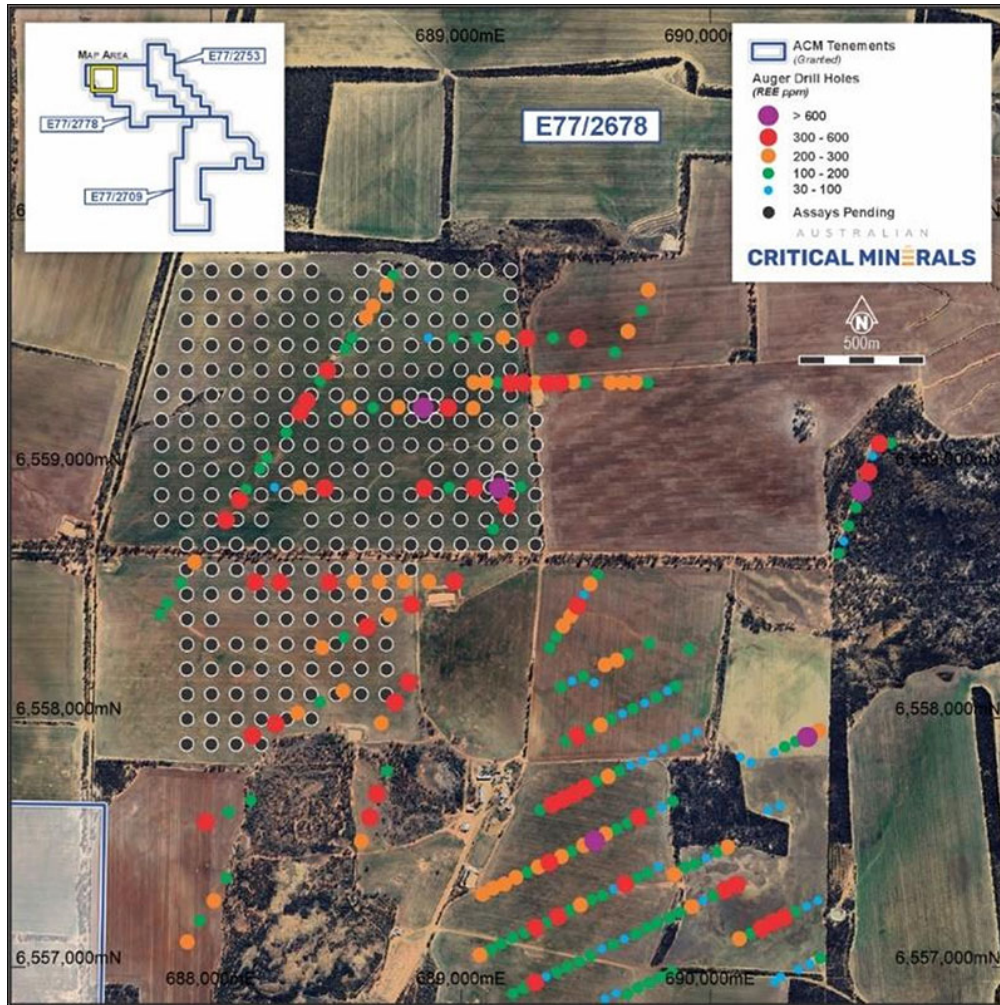 689,000mE
690,000m
MAP AREA
E77/2753
E77/2778
E77/2709
E77/2678
ACM Tenements
(Granted)
Auger Drill Holes
(REE ppm)
> 600
300 - 600
200 - 300
100 - 200
30 - 100
Assays Pending
AUSTRALIAN
CRITICAL MINERALS
N
500m
6,559,000mN
6,559,000mN
6,558,000mN
6,558,000mN
6,557,000mN
6,557,000mN
688,000mE
689,000mE
690,000mE